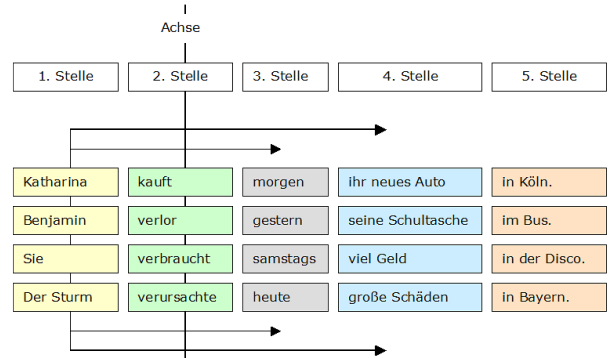 Achse
1. Stelle 2. Stelle 3. Stelle 4. Stelle 5. Stelle
Katharina kauft morgen ihr neues Auto in Köln.
Benjamin verlor gestern seine Schultasche im Bus.
Sie verbraucht samstags viel Geld in der Disco.
Der Sturm verursachte heute große Schäden in Bayern.